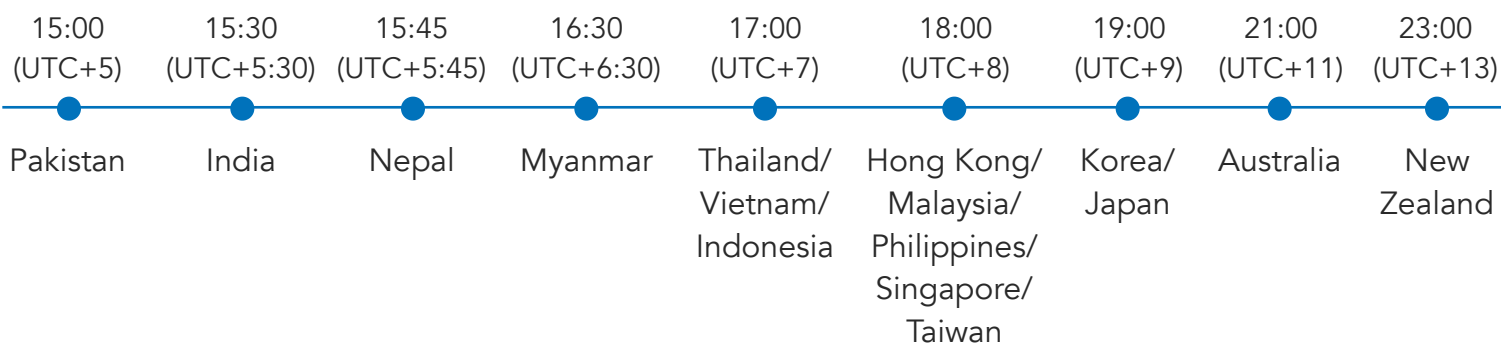 15:00 15:30 15:45 16:30 17:00 18:00 19:00 21:00 23:00
(UTC+5) (UTC+5:30) (UTC+5:45) (UTC+6:30) (UTC+7) (UTC+8) (UTC+9) (UTC+11) (UTC+13)
Pakistan India Nepal Myanmar Thailand/ Hong Kong/ Korea/ Australia New
Vietnam/ Malaysia/ Japan Zealand
Indonesia Philippines/
Singapore/
Taiwan